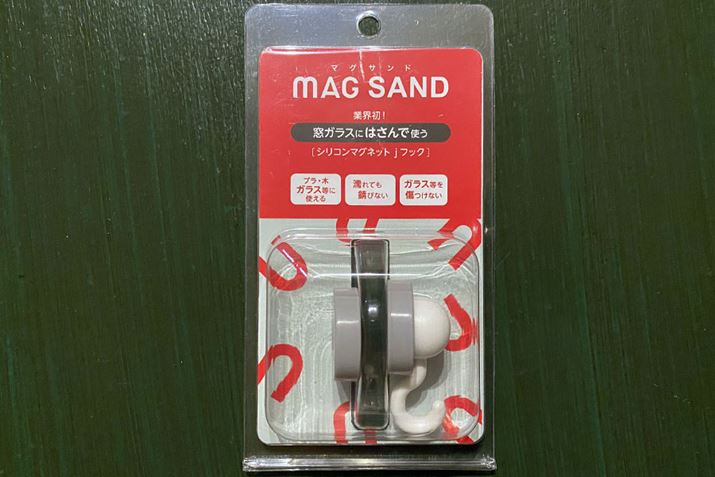 マグサンド
MAG SAND
業界初！
窓ガラスにはさんで使う
［シリコンマグネット j フック］
プラ・木
ガラス等に
使える
濡れても
錆びない
ガラス等を
傷つけない